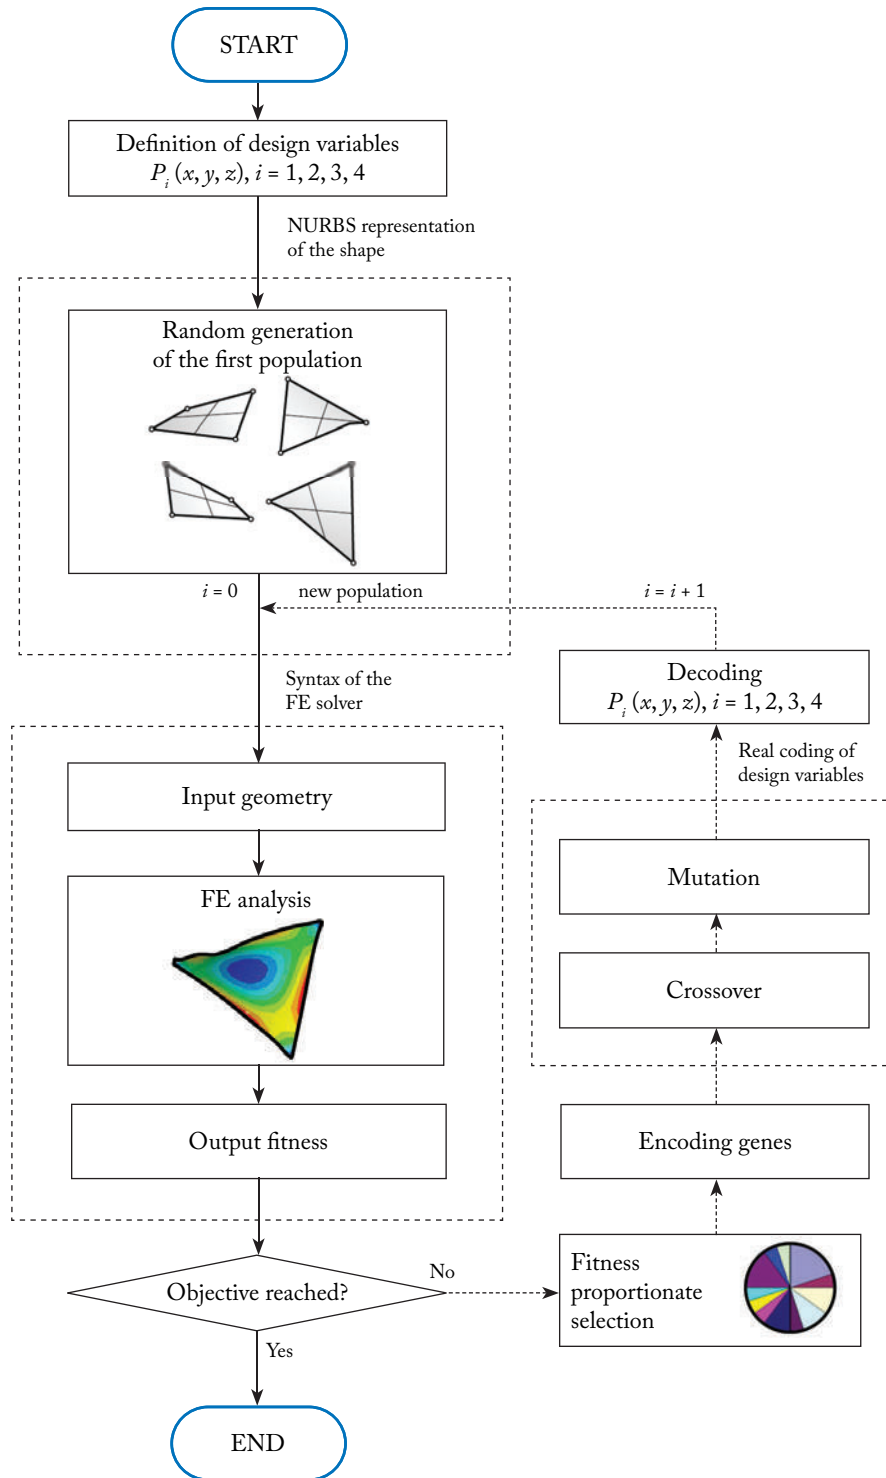 START
Definition of design variables
P_i (x, y, z), i = 1, 2, 3, 4
NURBS representation
of the shape
Random generation
of the first population
i = 0
new population
i = i + 1
Syntax of the
FE solver
Decoding
P_i (x, y, z), i = 1, 2, 3, 4
Real coding of
design variables
Input geometry
Mutation
FE analysis
Crossover
Output fitness
Encoding genes
Objective reached?
No
Fitness
proportionate
selection
Yes
END